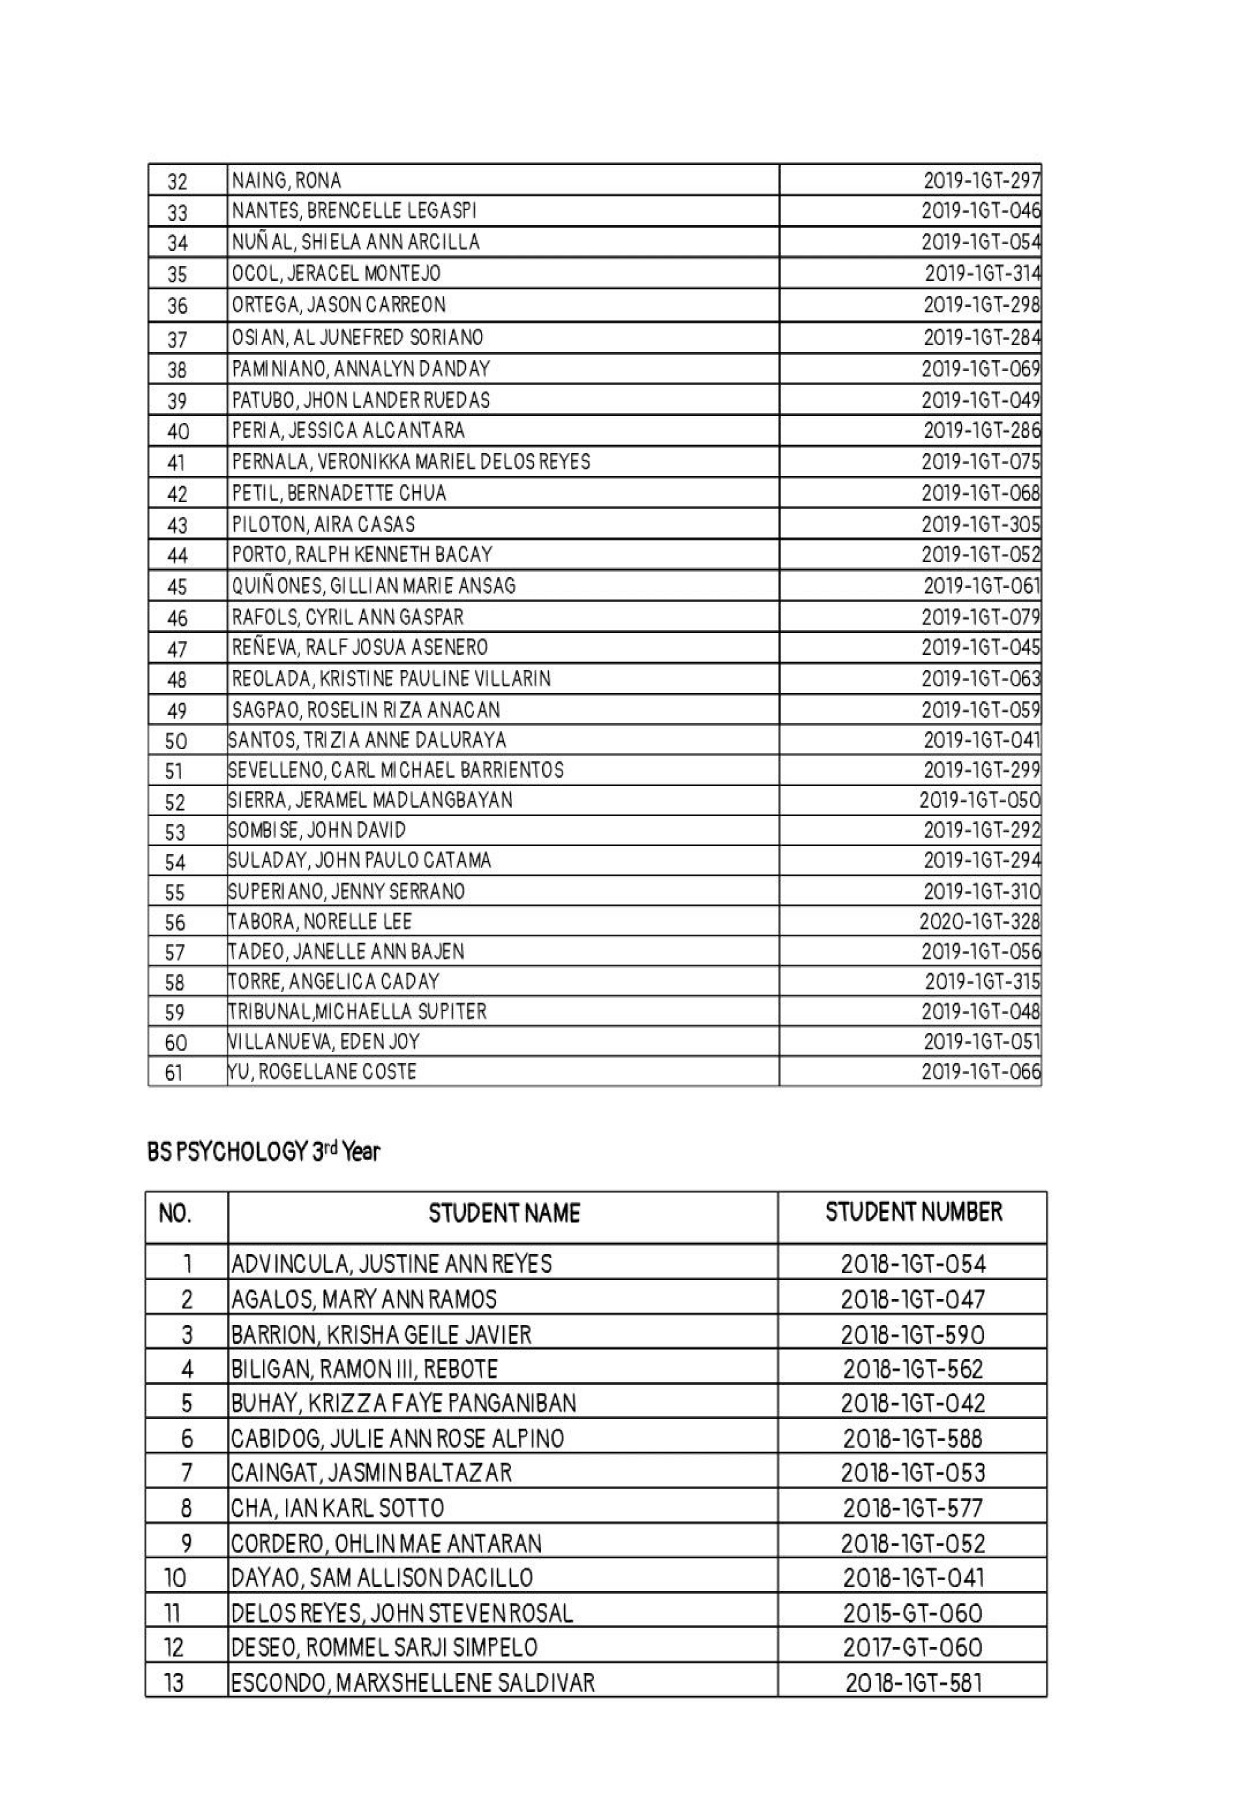 32 NAING, RONA 2019-1GT-297
33 NANTES, BRENCELLE LEGASPI 2019-1GT-046
34 NUÑAL, SHIELA ANN ARCILLA 2019-1GT-054
35 OCOL, JERACEL MONTEJO 2019-1GT-314
36 ORTEGA, JASON CARREON 2019-1GT-298
37 OSIAN, AL JUNEFRED SORIANO 2019-1GT-284
38 PAMINIANO, ANNALYN DANDAY 2019-1GT-069
39 PATUBO, JHON LANDER RUEDAS 2019-1GT-049
40 PERIA, JESSICA ALCANTARA 2019-1GT-286
41 PERNALA, VERONIKKA MARIEL DELOS REYES 2019-1GT-075
42 PETIL, BERNADETTE CHUA 2019-1GT-068
43 PILOTON, AIRA CASAS 2019-1GT-305
44 PORTO, RALPH KENNETH BACAY 2019-1GT-052
45 QUIÑONES, GILLIAN MARIE ANSAG 2019-1GT-061
46 RAFOLS, CYRIL ANN GASPAR 2019-1GT-079
47 REÑEVA, RALF JOSUA ASENERO 2019-1GT-045
48 REOLADA, KRISTINE PAULINE VILLARIN 2019-1GT-063
49 SAGPAO, ROSELIN RIZA ANACAN 2019-1GT-059
50 SANTOS, TRIZIA ANNE DALURAYA 2019-1GT-041
51 SEVELLENO, CARL MICHAEL BARRIENTOS 2019-1GT-299
52 SIERRA, JERAMEL MADLANGBAYAN 2019-1GT-050
53 SOMBISE, JOHN DAVID 2019-1GT-292
54 SULADAY, JOHN PAULO CATAMA 2019-1GT-294
55 SUPERIANO, JENNY SERRANO 2019-1GT-310
56 TABORA, NORELLE LEE 2020-1GT-328
57 TADEO, JANELLE ANN BAJEN 2019-1GT-056
58 TORRE, ANGELICA CADAY 2019-1GT-315
59 TRIBUNAL,MICHAELLA SUPITER 2019-1GT-048
60 VILLANUEVA, EDEN JOY 2019-1GT-051
61 YU, ROGELLANE COSTE 2019-1GT-066
BS PSYCHOLOGY 3rd Year
NO. STUDENT NAME STUDENT NUMBER
1 ADVINCULA, JUSTINE ANN REYES 2018-1GT-054
2 AGALOS, MARY ANN RAMOS 2018-1GT-047
3 BARRION, KRISHA GEILE JAVIER 2018-1GT-590
4 BILIGAN, RAMON III, REBOTE 2018-1GT-562
5 BUHAY, KRIZZA FAYE PANGANIBAN 2018-1GT-042
6 CABIDOG, JULIE ANN ROSE ALPINO 2018-1GT-588
7 CAINGAT, JASMIN BALTAZAR 2018-1GT-053
8 CHA, IAN KARL SOTTO 2018-1GT-577
9 CORDERO, OHLIN MAE ANTARAN 2018-1GT-052
10 DAYAO, SAM ALLISON DACILLO 2018-1GT-041
11 DELOS REYES, JOHN STEVEN ROSAL 2015-GT-060
12 DESEO, ROMMEL SARJI SIMPELO 2017-GT-060
13 ESCONDO, MARXSHELLENE SALDIVAR 2018-1GT-581